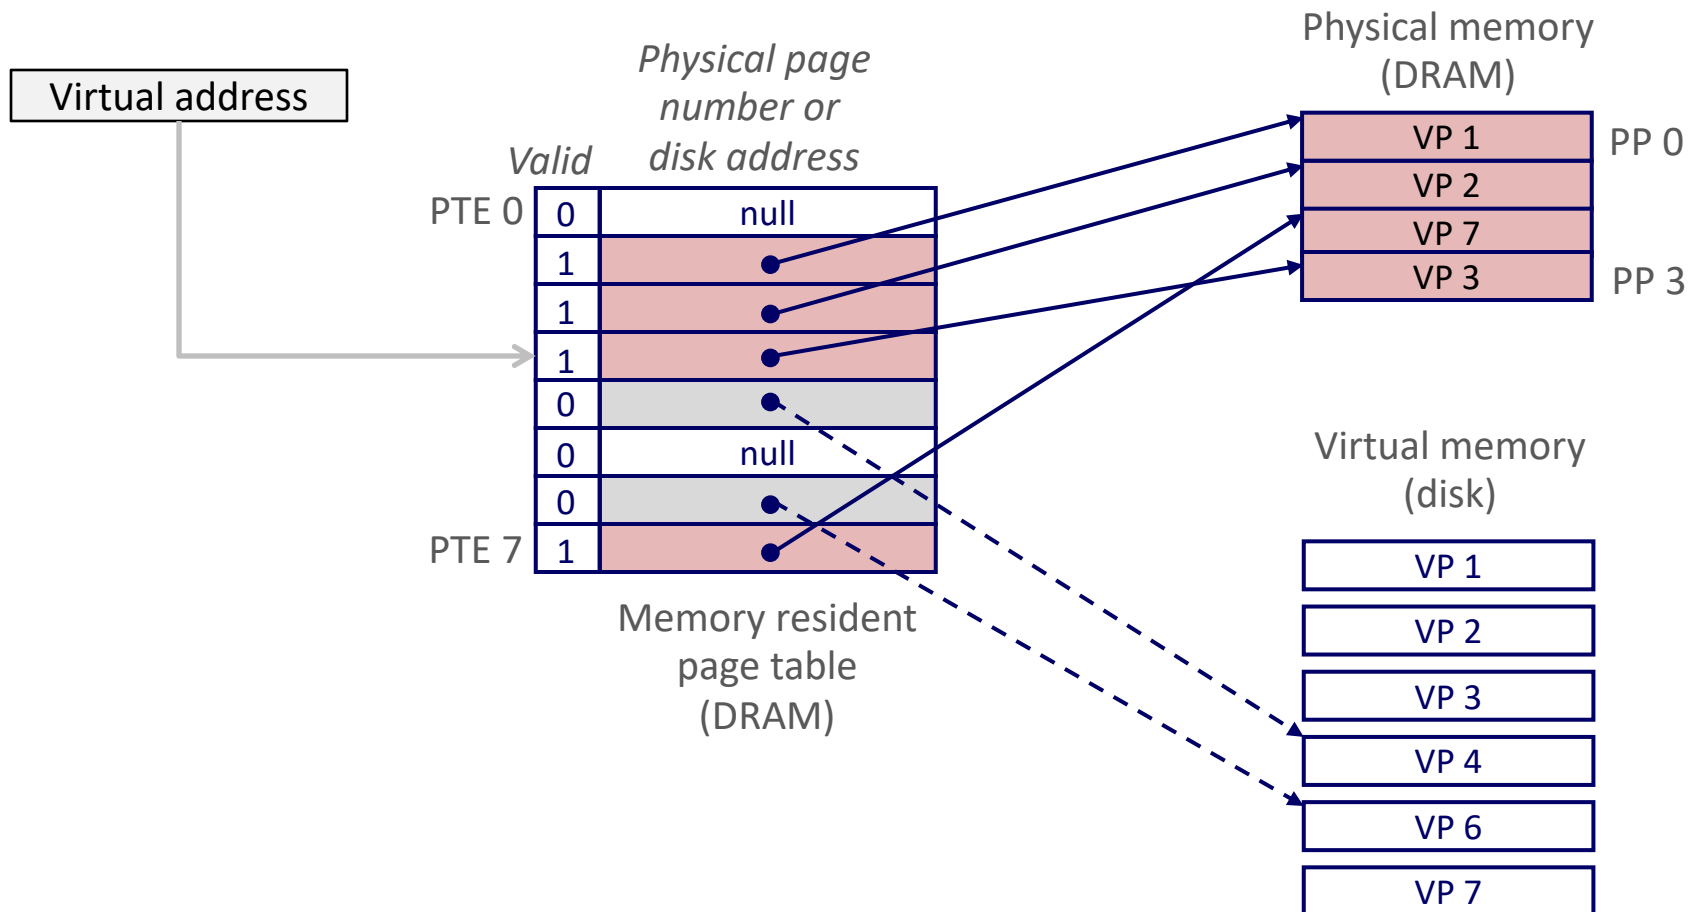 Virtual address
Physical page
number or
disk address
Valid
PTE 0
0
null
1
1
1
0
0
null
0
PTE 7
1
Memory resident
page table
(DRAM)
Physical memory
(DRAM)
VP 1
PP 0
VP 2
VP 7
VP 3
PP 3
Virtual memory
(disk)
VP 1
VP 2
VP 3
VP 4
VP 6
VP 7